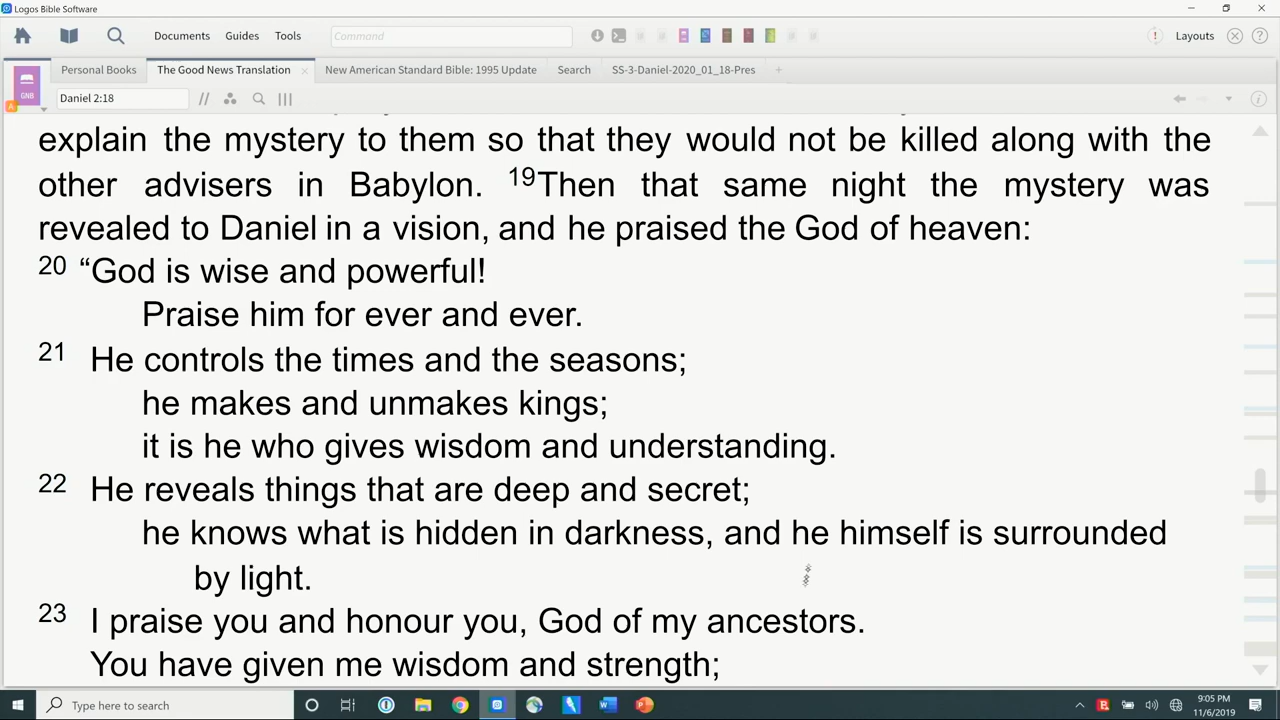 Logos Bible Software
Documents Guides Tools Command Layouts
Personal Books The Good News Translation New American Standard Bible: 1995 Update Search SS-3-Daniel-2020_01_18-Pres
GNB
Daniel 2:18
explain the mystery to them so that they would not be killed along with the
other advisers in Babylon. 19Then that same night the mystery was
revealed to Daniel in a vision, and he praised the God of heaven:
20 “God is wise and powerful!
Praise him for ever and ever.
21 He controls the times and the seasons;
he makes and unmakes kings;
it is he who gives wisdom and understanding.
22 He reveals things that are deep and secret;
he knows what is hidden in darkness, and he himself is surrounded
by light.
23 I praise you and honour you, God of my ancestors.
You have given me wisdom and strength;
Type here to search
9:05 PM
11/6/2019